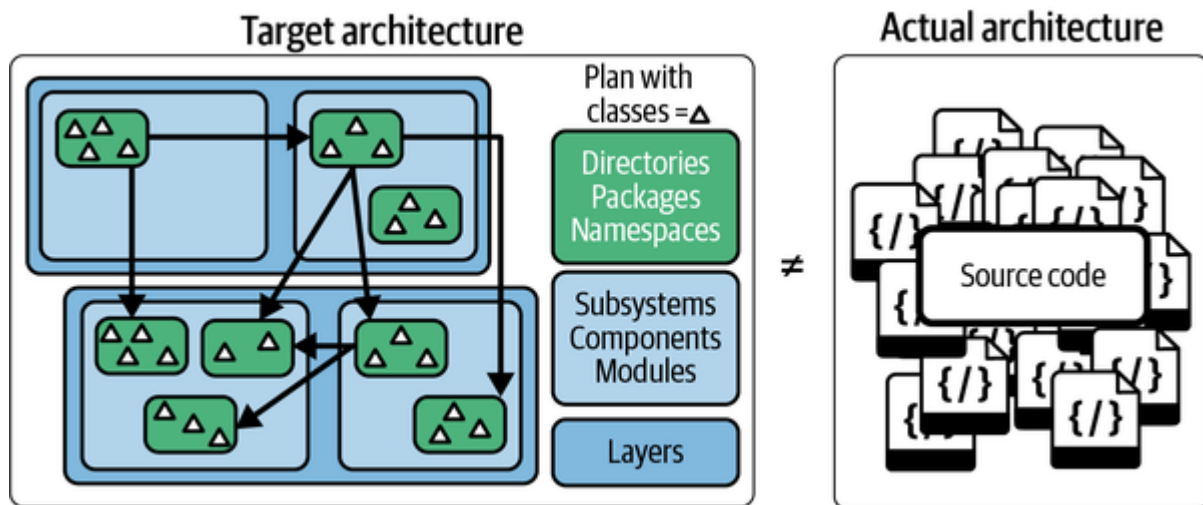 Target architecture
Plan with
classes =△
Directories
Packages
Namespaces
Subsystems
Components
Modules
Layers
≠
Actual architecture
{/}
{/}
{/}
{/}
{/}
Source code
{/}
{/}
{/}
{/}
{/}
{/}